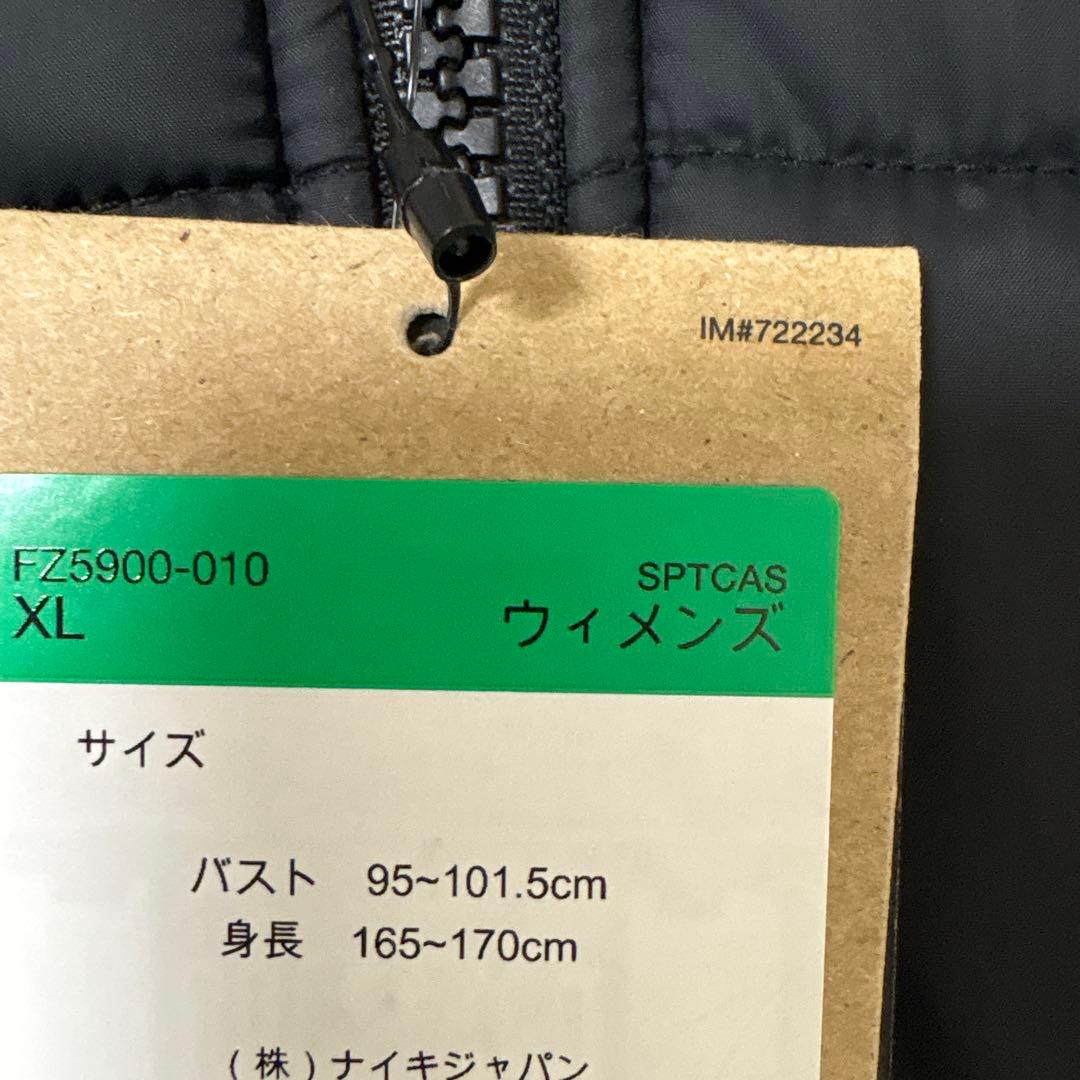 IM#722234
FZ5900-010
SPTCAS
XL
ウィメンズ
サイズ
バスト 95~101.5cm
身長 165~170cm
(株)ナイキジャパン